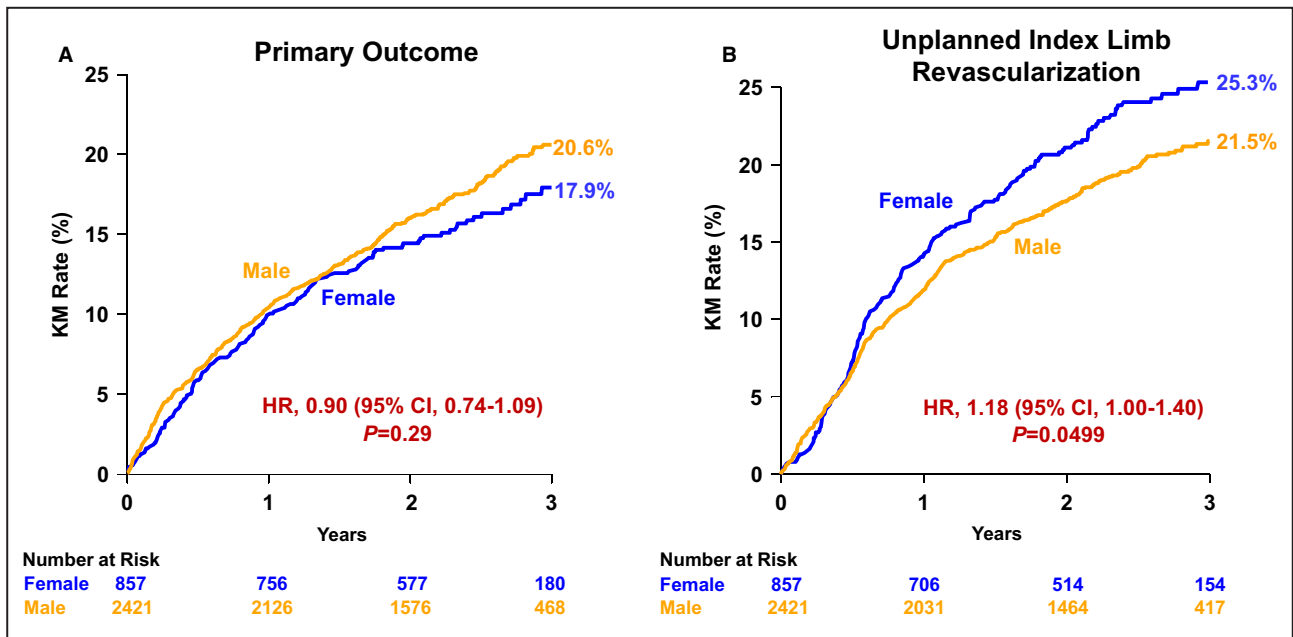 A
Primary Outcome
25
20
15
10
5
0
KM Rate (%)
20.6%
17.9%
Male
Female
HR, 0.90 (95% CI, 0.74-1.09)
P=0.29
0 1 2 3
Years
Number at Risk
Female 857 756 577 180
Male 2421 2126 1576 468
B
Unplanned Index Limb
Revascularization
25
20
15
10
5
0
KM Rate (%)
25.3%
21.5%
Female
Male
HR, 1.18 (95% CI, 1.00-1.40)
P=0.0499
0 1 2 3
Years
Number at Risk
Female 857 706 514 154
Male 2421 2031 1464 417